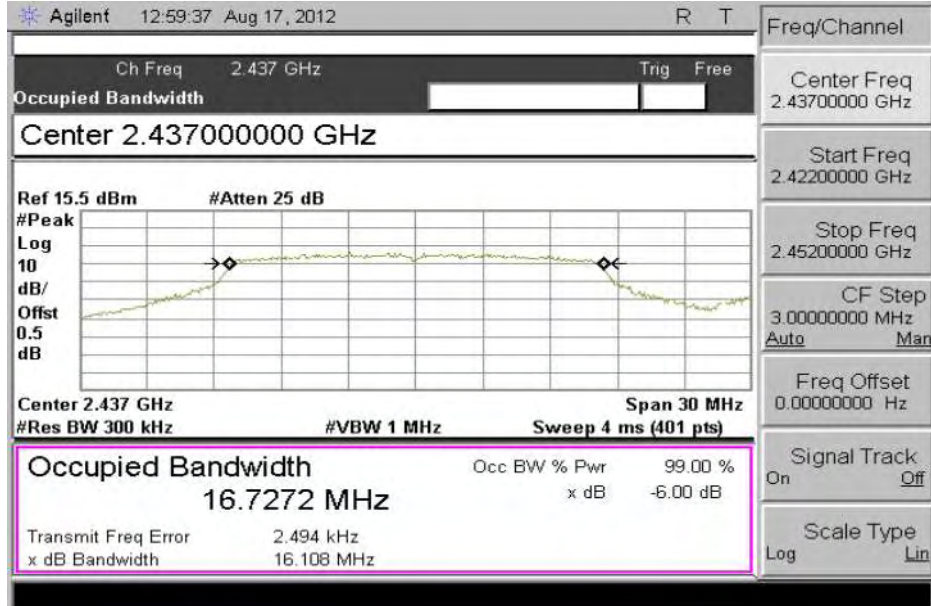 Agilent 12:59:37 Aug 17, 2012 R T
Ch Freq 2.437 GHz Trig Free
Occupied Bandwidth
Center 2.437000000 GHz
Ref 15.5 dBm #Atten 25 dB
#Peak
Log
10
dB/
Offst
0.5
dB
Center 2.437 GHz Span 30 MHz
#Res BW 300 kHz #VBW 1 MHz Sweep 4 ms (401 pts)
Occupied Bandwidth Occ BW % Pwr 99.00 %
16.7272 MHz x dB -6.00 dB
Transmit Freq Error 2.494 kHz
x dB Bandwidth 16.108 MHz
Freq/Channel
Center Freq
2.43700000 GHz
Start Freq
2.42200000 GHz
Stop Freq
2.45200000 GHz
CF Step
3.00000000 MHz
Auto Man
Freq Offset
0.00000000 Hz
Signal Track
On Off
Scale Type
Log Lin